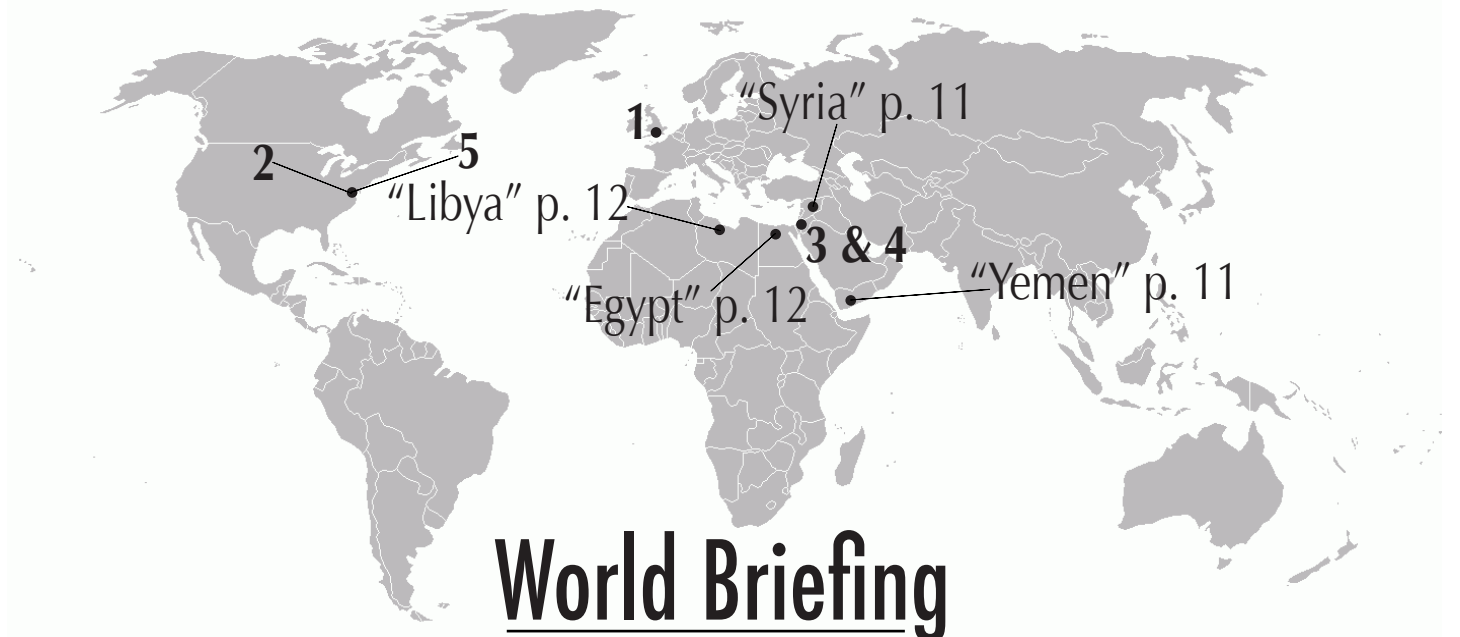 “Syria” p. 11
1
5
2
“Libya” p. 12
3 & 4
“Yemen” p. 11
“Egypt” p. 12
World Briefing